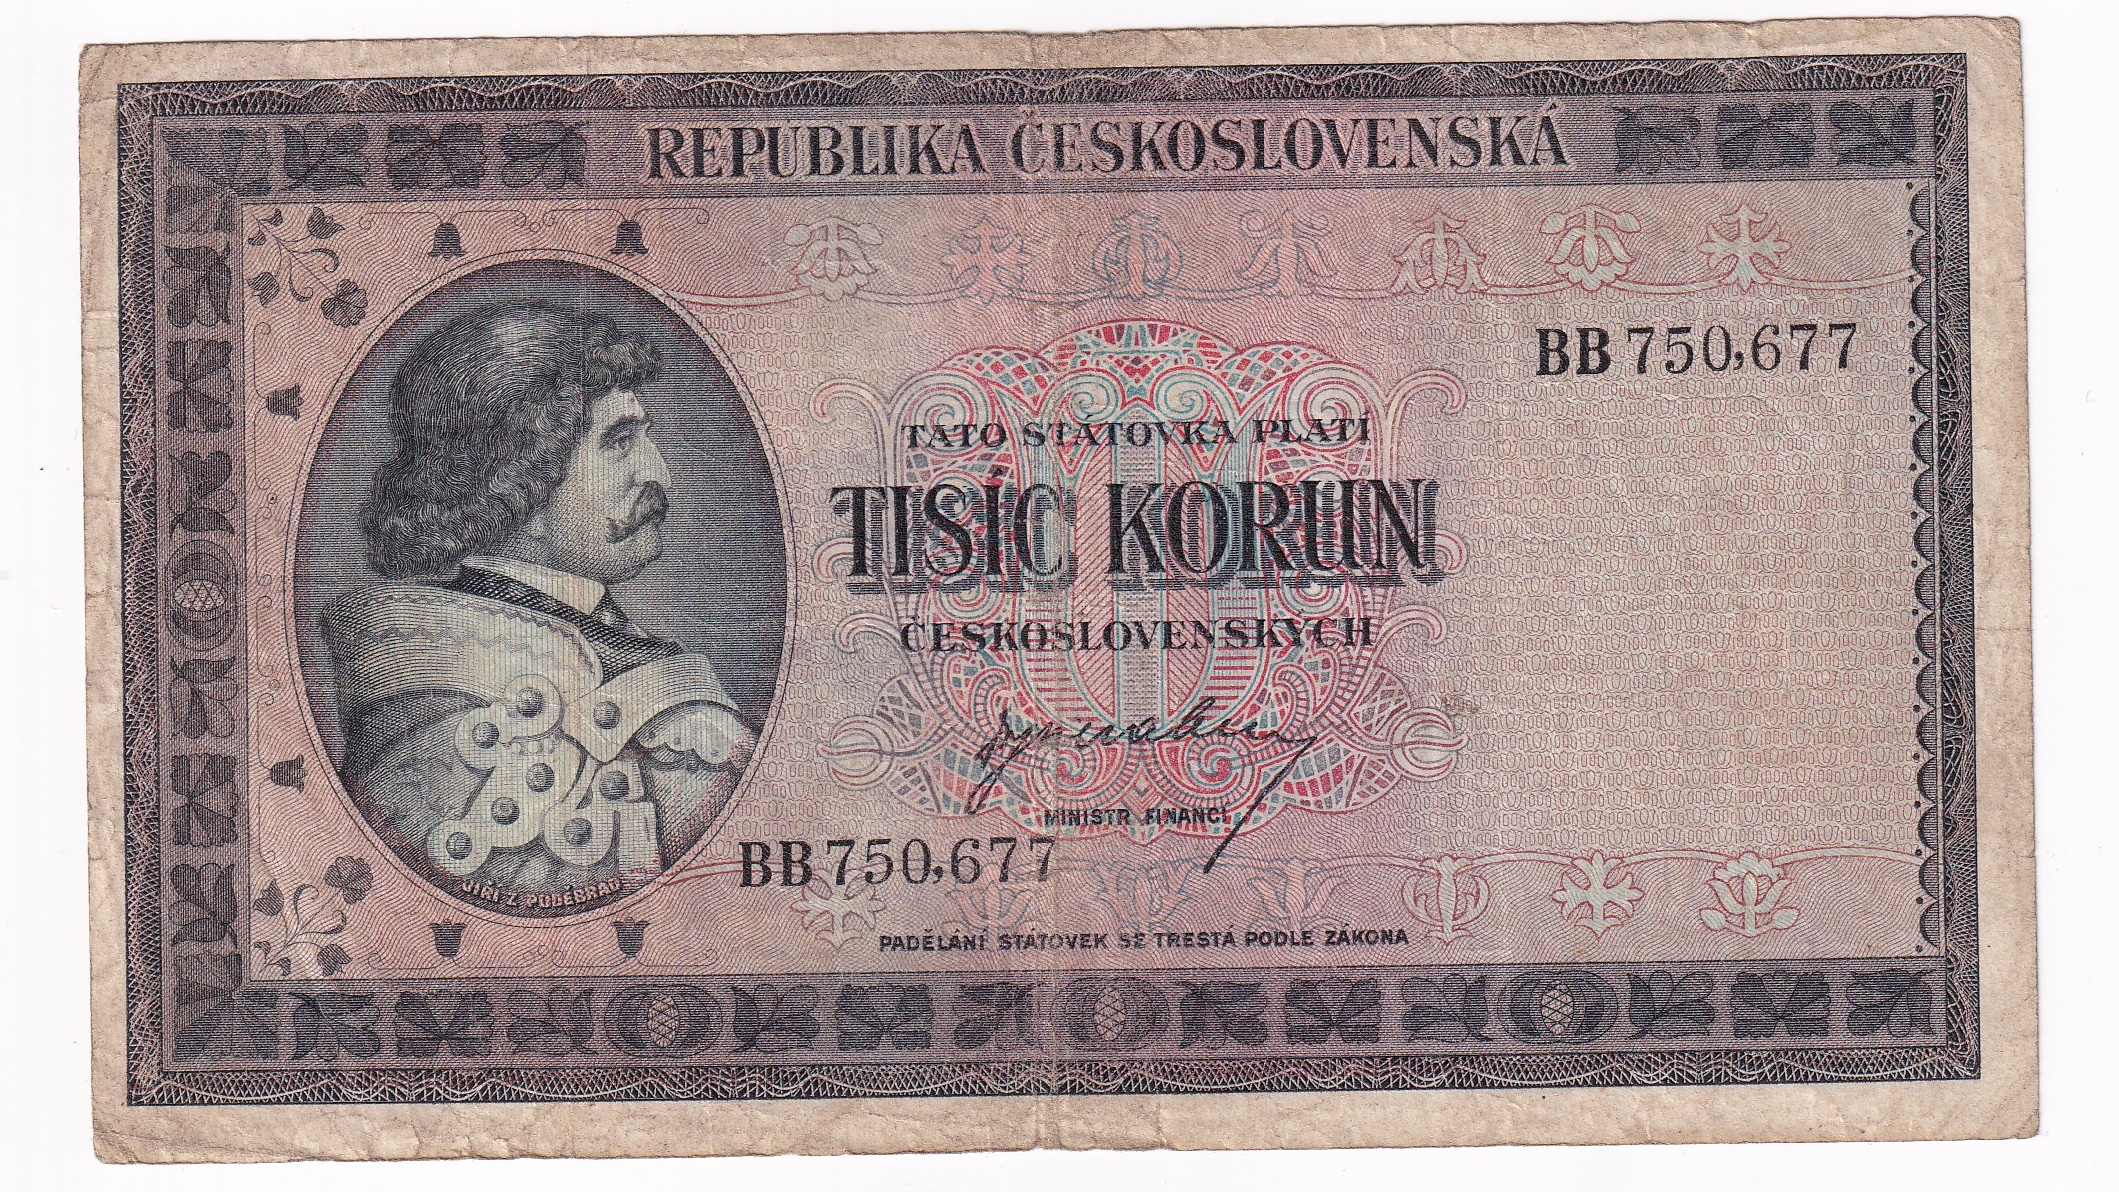 REPUBLIKA ČESKOSLOVENSKÁ
BB 750,677
TATO STÁTOVKA PLATÍ
TISÍC KORUN
ČESKOSLOVENSKÝCH
MINISTR FINANCÍ
BB 750,677
JIŘÍ Z PODĚBRAD
PADĚLÁNÍ STÁTOVEK SE TRESTÁ PODLE ZÁKONA